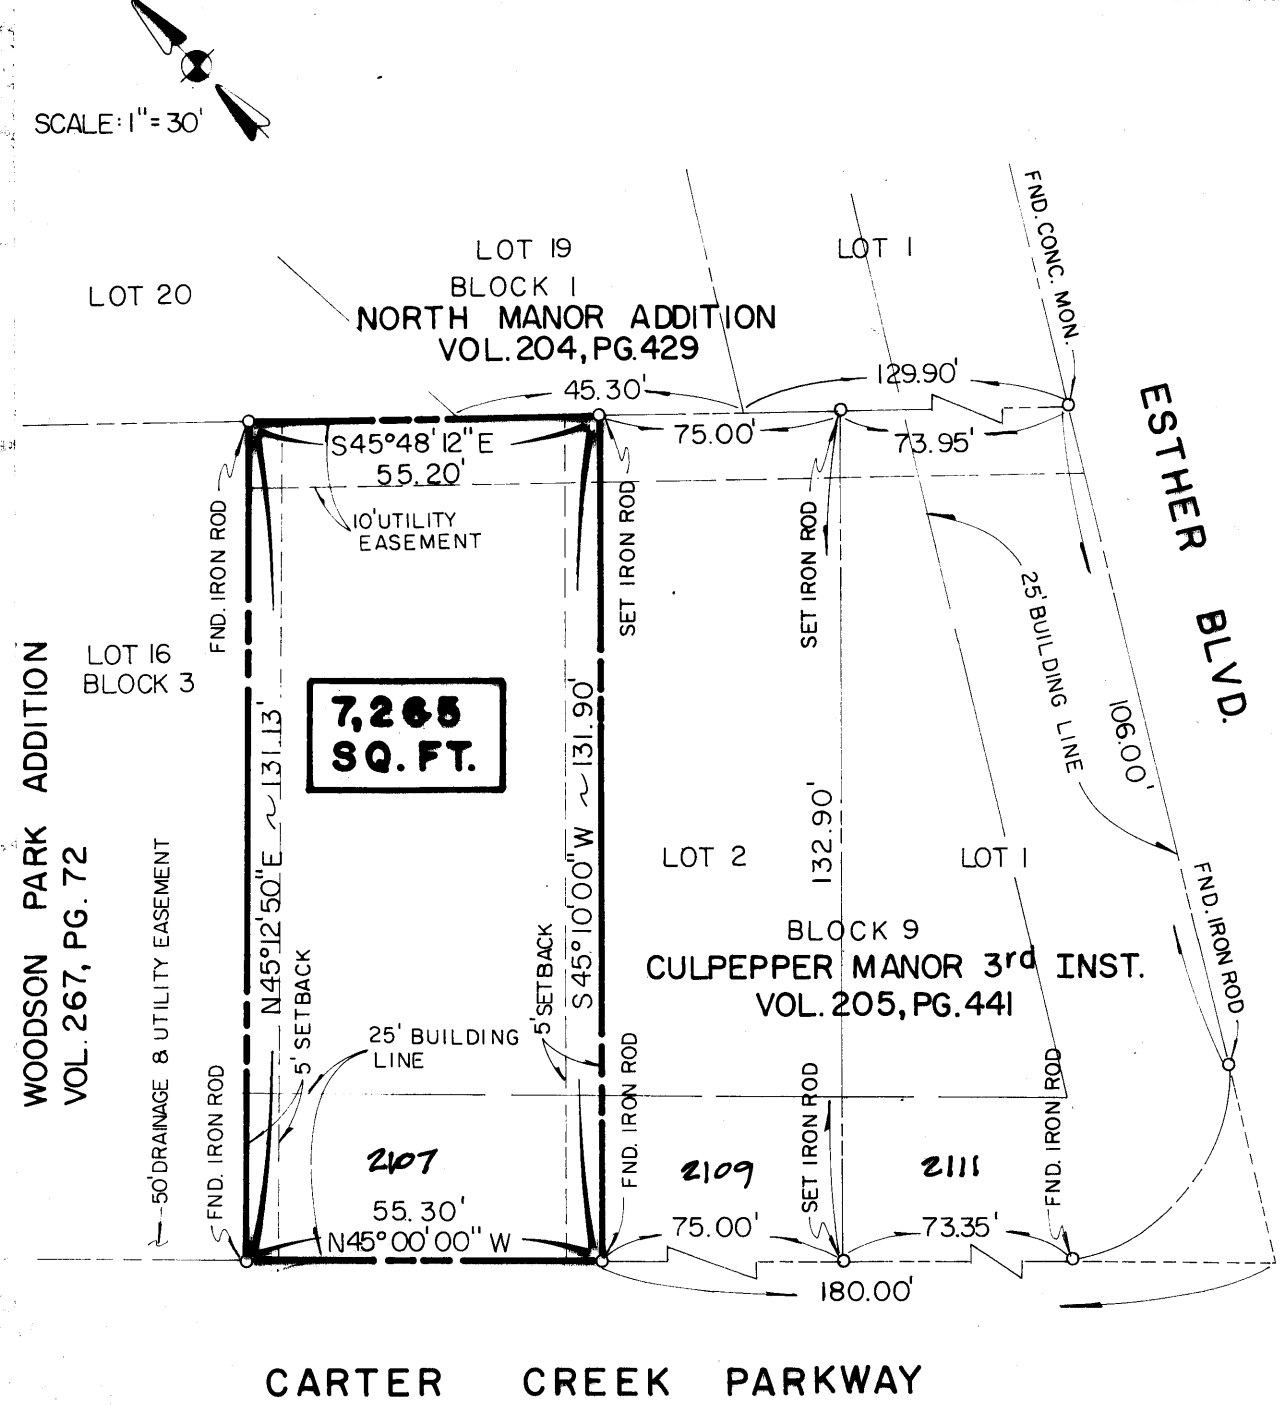 SCALE: 1" = 30'
LOT 19
LOT 1
BLOCK 1
LOT 20
NORTH MANOR ADDITION
VOL. 204, PG. 429
FND. CONC. MON.
45.30'
129.90'
S45°48'12"E
55.20'
75.00'
73.95'
10' UTILITY
EASEMENT
FND. IRON ROD
SET IRON ROD
SET IRON ROD
ESTHER BLVD.
25' BUILDING LINE
106.00'
LOT 16
BLOCK 3
WOODSON PARK ADDITION
VOL. 267, PG. 72
7,265
SQ. FT.
N45°12'50"E ~ 131.13'
S45°10'00"W ~ 131.90'
132.90'
LOT 2
LOT 1
BLOCK 9
CULPEPPER MANOR 3rd INST.
VOL. 205, PG. 441
FND. IRON ROD
50' DRAINAGE & UTILITY EASEMENT
5' SETBACK
5' SETBACK
25' BUILDING
LINE
FND. IRON ROD
FND. IRON ROD
SET IRON ROD
FND. IRON ROD
2107
2109
2111
55.30'
N45°00'00" W
75.00'
73.35'
180.00'
CARTER CREEK PARKWAY